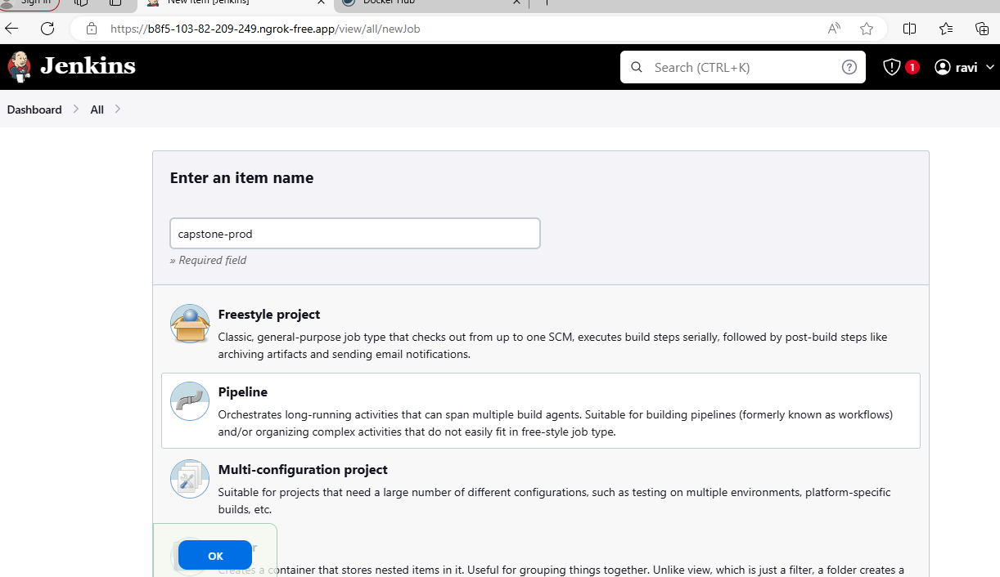 Sign in
New Item [Jenkins]
Docker Hub
https://b8f5-103-82-209-249.ngrok-free.app/view/all/newJob
Jenkins
Search (CTRL+K)
1
ravi
Dashboard
All
Enter an item name
capstone-prod
» Required field
Freestyle project
Classic, general-purpose job type that checks out from up to one SCM, executes build steps serially, followed by post-build steps like
archiving artifacts and sending email notifications.
Pipeline
Orchestrates long-running activities that can span multiple build agents. Suitable for building pipelines (formerly known as workflows)
and/or organizing complex activities that do not easily fit in free-style job type.
Multi-configuration project
Suitable for projects that need a large number of different configurations, such as testing on multiple environments, platform-specific
builds, etc.
OK
Creates a container that stores nested items in it. Useful for grouping things together. Unlike view, which is just a filter, a folder creates a